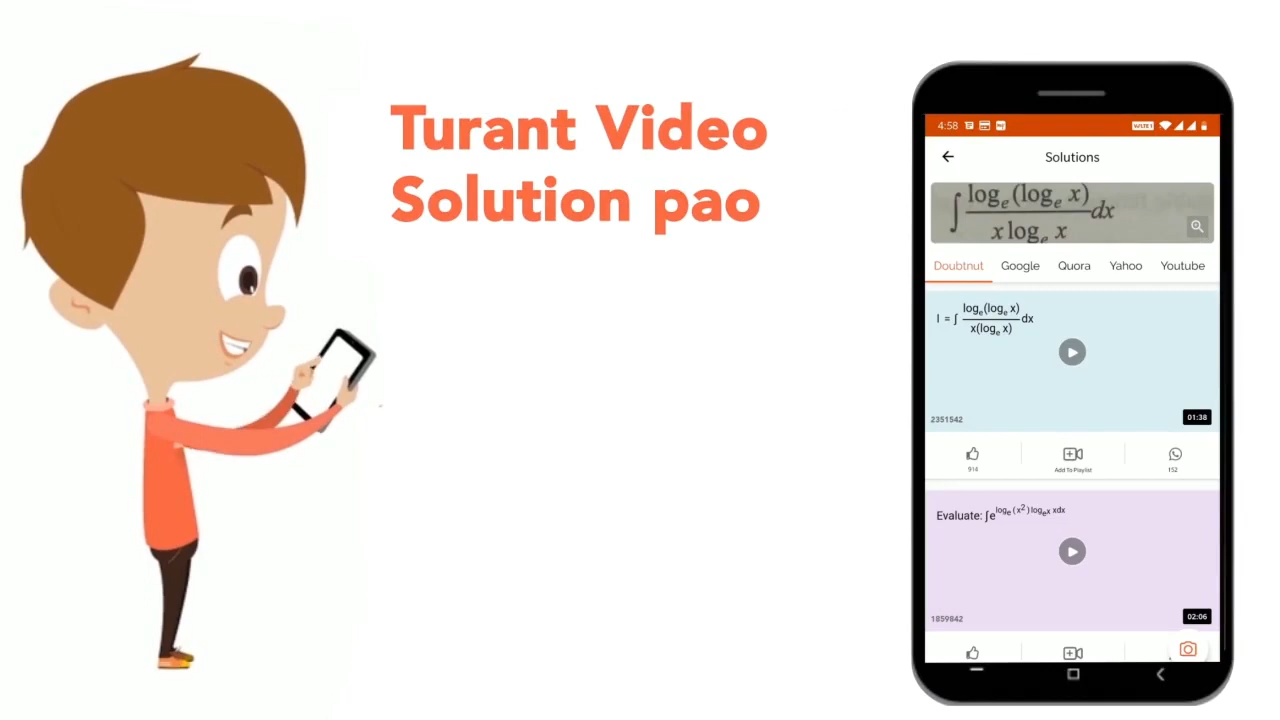 Turant Video
Solution pao
4:58
VoLTE1
Solutions
∫ logₑ(logₑ x) / x logₑ x dx
Doubtnut Google Quora Yahoo Youtube
I = ∫ logₑ(logₑ x) / x(logₑ x) dx
2351542
01:38
914
Add To Playlist
152
Evaluate: ∫e^logₑ(x²)logₑx xdx
1859842
02:06